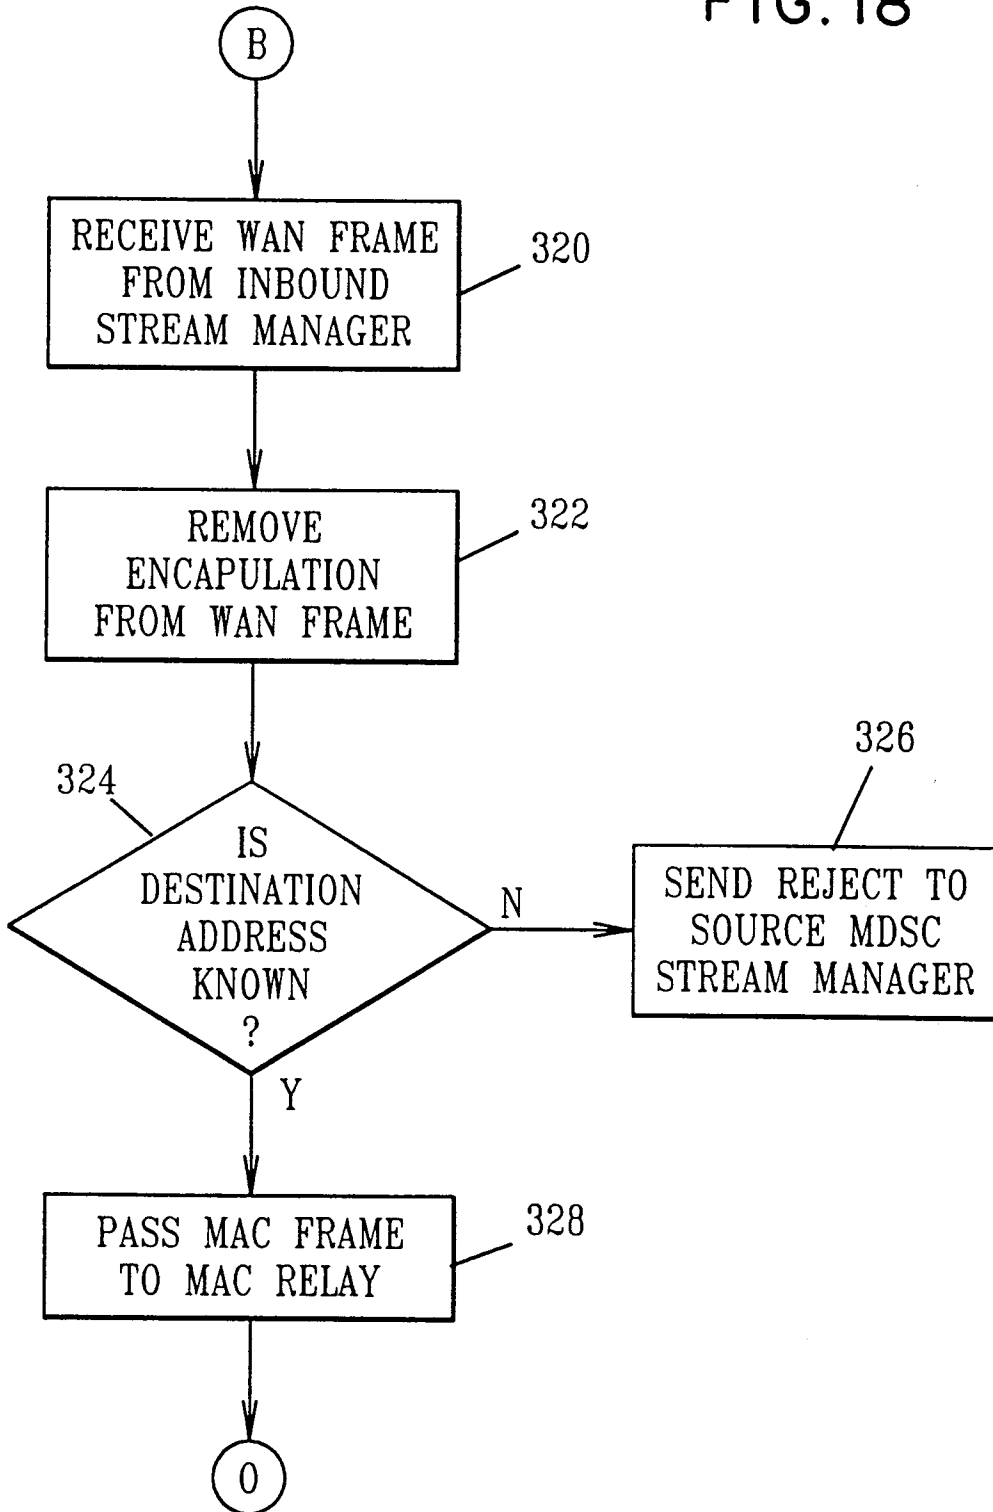 FIG. 18
B
RECEIVE WAN FRAME
FROM INBOUND
STREAM MANAGER
320
REMOVE
ENCAPULATION
FROM WAN FRAME
322
324
IS
DESTINATION
ADDRESS
KNOWN
?
N
Y
326
SEND REJECT TO
SOURCE MDSC
STREAM MANAGER
PASS MAC FRAME
TO MAC RELAY
328
O